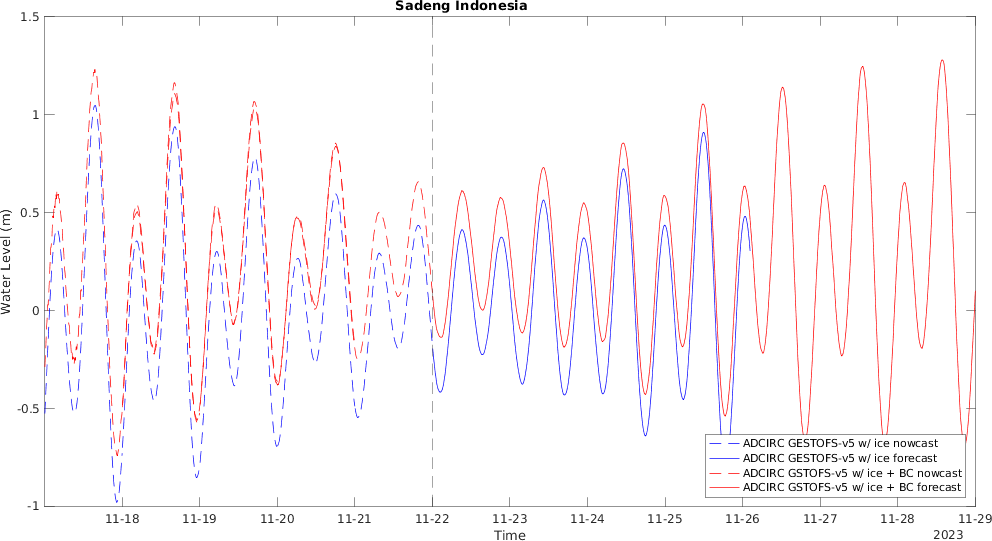 Sadeng Indonesia
1.5
1
0.5
0
-0.5
-1
Water Level (m)
11-18
11-19
11-20
11-21
11-22
11-23
11-24
11-25
11-26
11-27
11-28
11-29
Time
2023
ADCIRC GESTOFS-v5 w/ ice nowcast
ADCIRC GESTOFS-v5 w/ ice forecast
ADCIRC GSTOFS-v5 w/ ice + BC nowcast
ADCIRC GSTOFS-v5 w/ ice + BC forecast